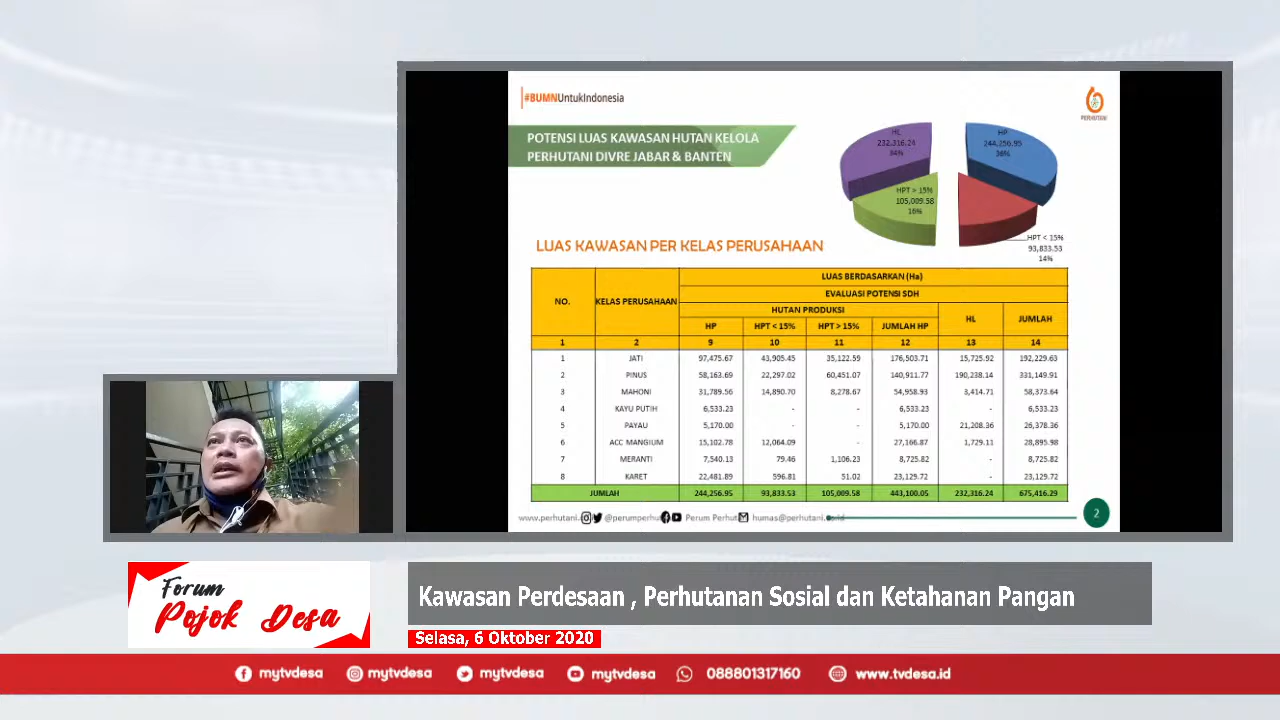 #BUMNUntukIndonesia
PERHUTANI
POTENSI LUAS KAWASAN HUTAN KELOLA
PERHUTANI DIVRE JABAR & BANTEN
HL
232,316.24
34%
HP
244,256.95
36%
HPT > 15%
105,009.58
16%
HPT < 15%
93,833.53
14%
LUAS KAWASAN PER KELAS PERUSAHAAN
NO. KELAS PERUSAHAAN LUAS BERDASARKAN (Ha)
EVALUASI POTENSI SDH
HUTAN PRODUKSI HL JUMLAH
HP HPT < 15% HPT > 15% JUMLAH HP
1 2 9 10 11 12 13 14
1 JATI 97,475.67 43,905.45 35,122.59 176,503.71 15,725.92 192,229.63
2 PINUS 58,163.69 22,297.02 60,451.07 140,911.77 190,238.14 331,149.91
3 MAHONI 31,789.56 14,890.70 8,278.67 54,958.93 3,414.71 58,373.64
4 KAYU PUTIH 6,533.23 - - 6,533.23 - 6,533.23
5 PAYAU 5,170.00 - - 5,170.00 21,208.36 26,378.36
6 ACC MANGIUM 15,102.78 12,064.09 - 27,166.87 1,729.11 28,895.98
7 MERANTI 7,540.13 79.46 1,106.23 8,725.82 - 8,725.82
8 KARET 22,481.89 596.81 51.02 23,129.72 - 23,129.72
JUMLAH 244,256.95 93,833.53 105,009.58 443,100.05 232,316.24 675,416.29
www.perhutani. @perumperhu Perum Perhut humas@perhutani. id
2
Forum
Pojok Desa
Kawasan Perdesaan , Perhutanan Sosial dan Ketahanan Pangan
Selasa, 6 Oktober 2020
mytvdesa mytvdesa mytvdesa mytvdesa 088801317160 www.tvdesa.id